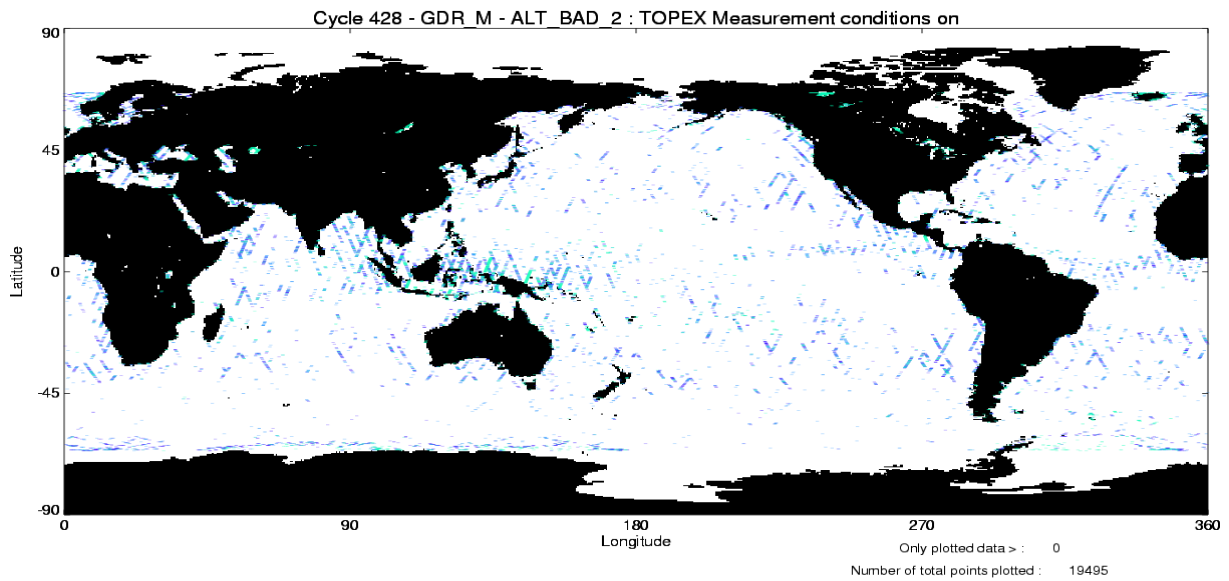 Cycle 428 - GDR_M - ALT_BAD_2 : TOPEX Measurement conditions on
90
45
0
-45
-90
Latitude
0 90 180 270 360
Longitude
Only plotted data > : 0
Number of total points plotted : 19495